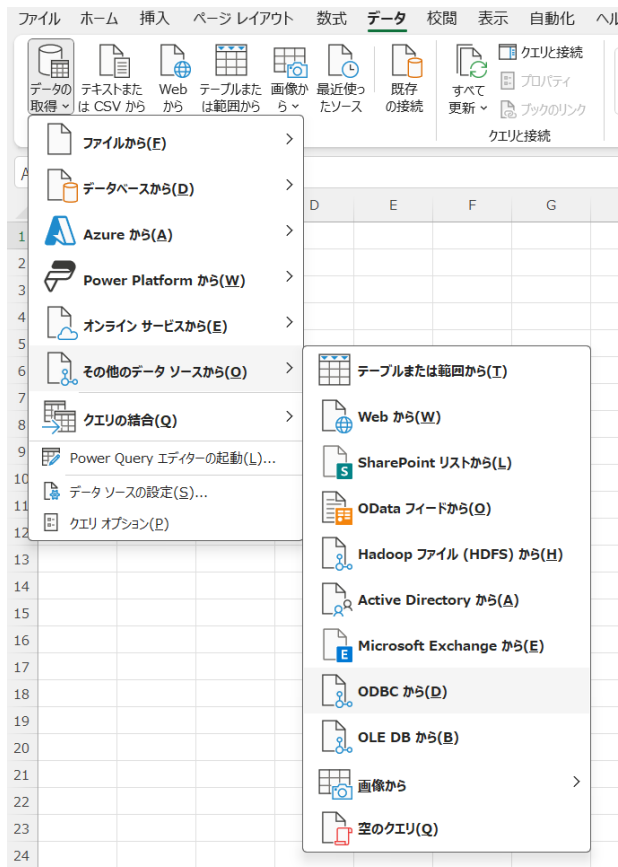 ファイル ホーム 挿入 ページ レイアウト 数式 データ 校閲 表示 自動化
データの取得
テキストまたは CSV から
Web から
テーブルまたは範囲から
画像から
最近使ったソース
既存の接続
すべて更新
クエリと接続
プロパティ
ブックのリンク
クエリと接続
ファイルから(F)
データベースから(D)
Azure から(A)
Power Platform から(W)
オンライン サービスから(E)
その他のデータ ソースから(O)
クエリの結合(Q)
Power Query エディターの起動(L)...
データ ソースの設定(S)...
クエリ オプション(P)
テーブルまたは範囲から(T)
Web から(W)
SharePoint リストから(L)
OData フィードから(O)
Hadoop ファイル (HDFS) から(H)
Active Directory から(A)
Microsoft Exchange から(E)
ODBC から(D)
OLE DB から(B)
画像から
空のクエリ(Q)
D E F G
1
2
3
4
5
6
7
8
9
10
11
12
13
14
15
16
17
18
19
20
21
22
23
24